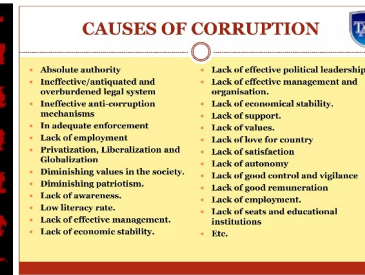 CAUSES OF CORRUPTION
Absolute authority
Ineffective/antiquated and
overburdened legal system
Ineffective anti-corruption
mechanisms
In adequate enforcement
Lack of employment
Privatization, Liberalization and
Globalization
Diminishing values in the society.
Diminishing patriotism.
Lack of awareness.
Low literacy rate.
Lack of effective management.
Lack of economic stability.
Lack of effective political leadership
Lack of effective management and
organisation.
Lack of economical stability.
Lack of support.
Lack of values.
Lack of love for country
Lack of satisfaction
Lack of autonomy
Lack of good control and vigilance
Lack of good remuneration
Lack of employment.
Lack of seats and educational
institutions
Etc.